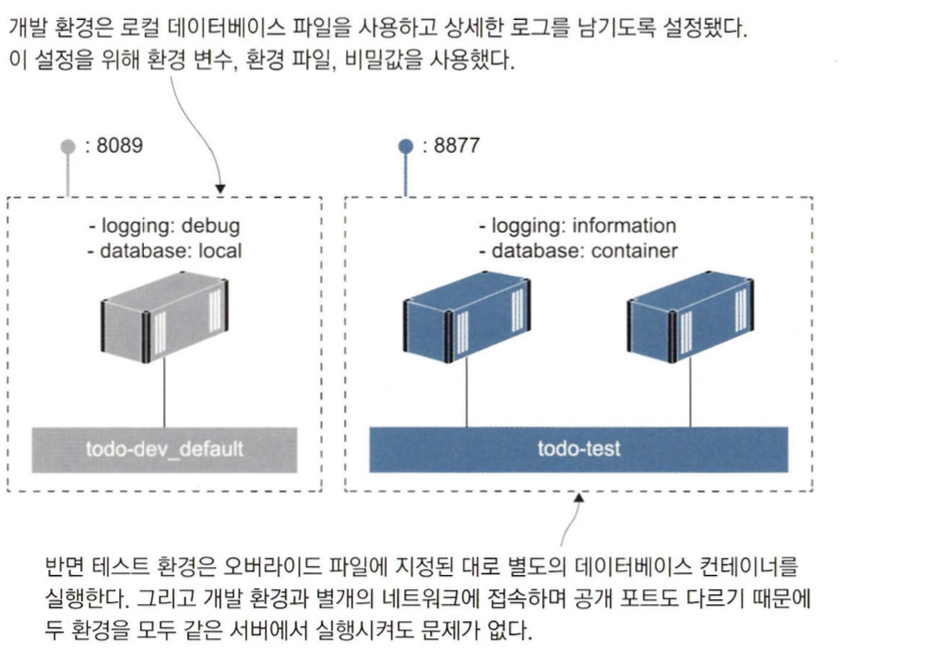 개발 환경은 로컬 데이터베이스 파일을 사용하고 상세한 로그를 남기도록 설정됐다.
이 설정을 위해 환경 변수, 환경 파일, 비밀값을 사용했다.
: 8089
: 8877
- logging: debug
- database: local
- logging: information
- database: container
todo-dev_default
todo-test
반면 테스트 환경은 오버라이드 파일에 지정된 대로 별도의 데이터베이스 컨테이너를
실행한다. 그리고 개발 환경과 별개의 네트워크에 접속하며 공개 포트도 다르기 때문에
두 환경을 모두 같은 서버에서 실행시켜도 문제가 없다.